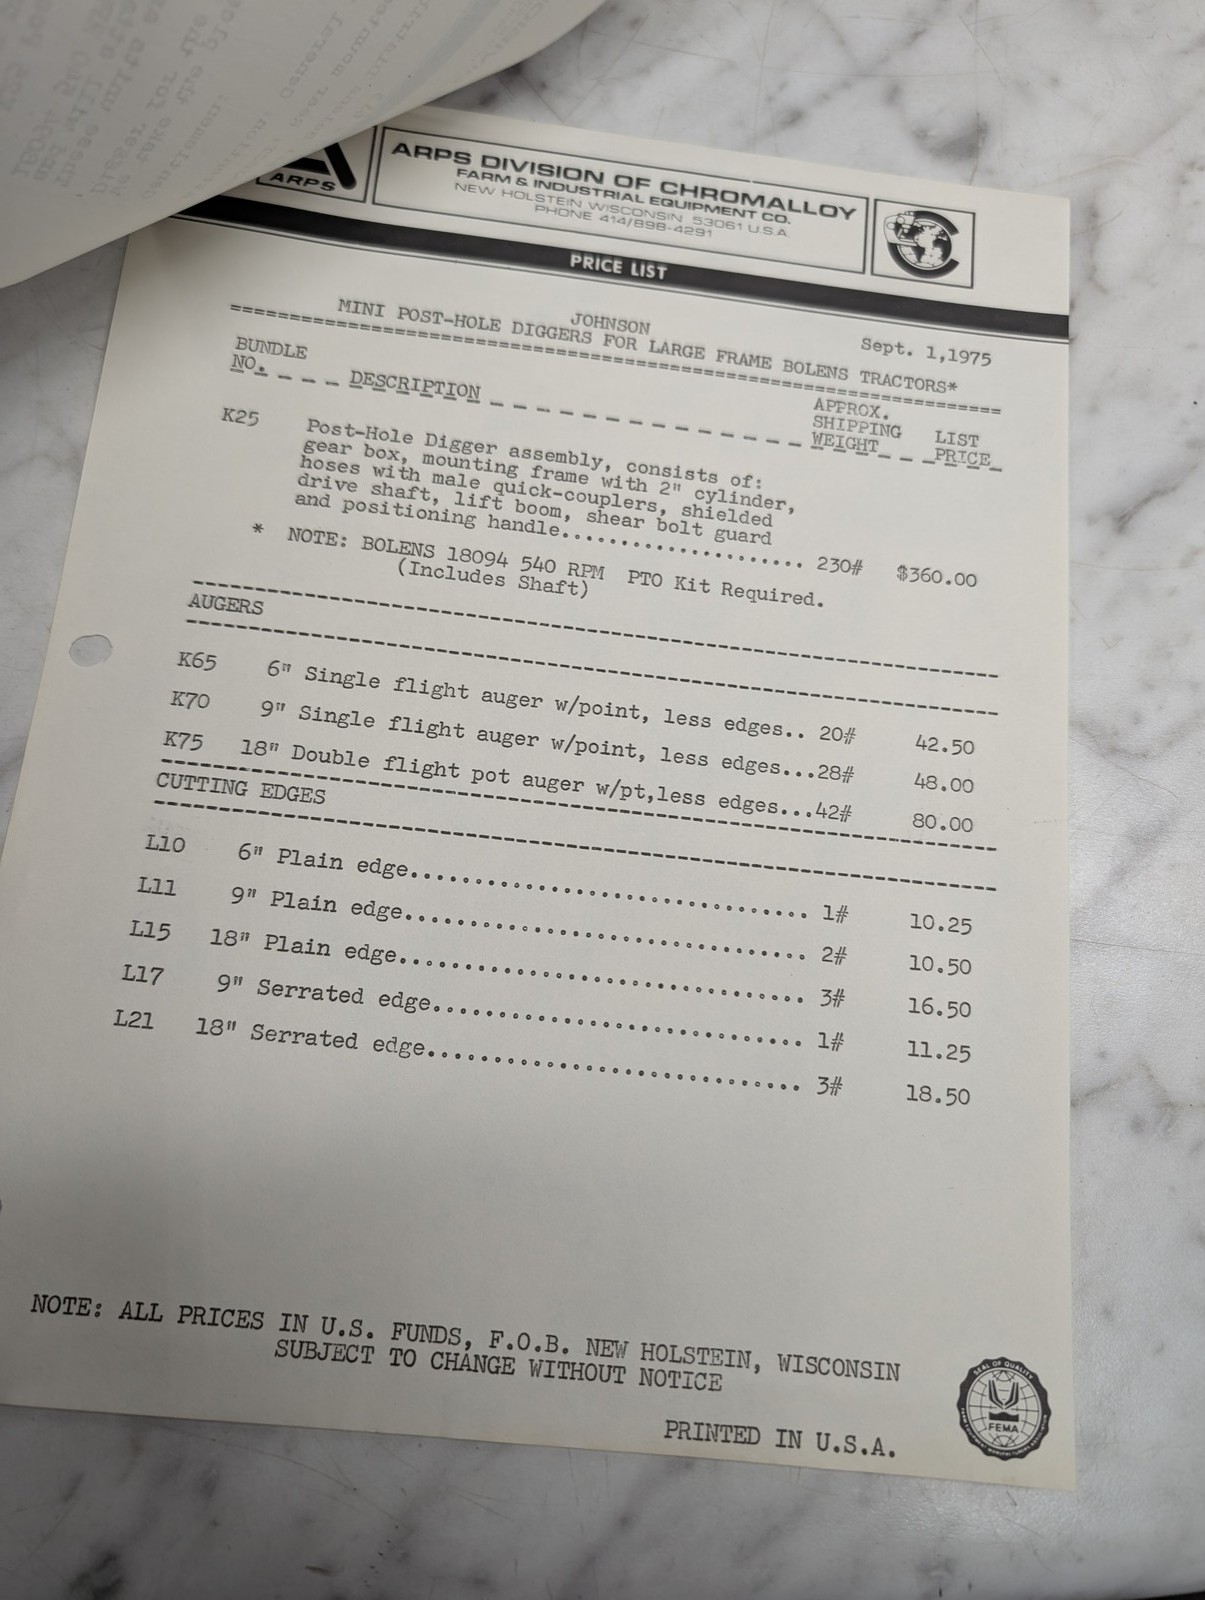 ARPS
ARPS DIVISION OF CHROMALLOY
FARM & INDUSTRIAL EQUIPMENT CO.
NEW HOLSTEIN WISCONSIN 53061 U.S.A.
PHONE 414/898-4291
PRICE LIST
JOHNSON
Sept. 1,1975
MINI POST-HOLE DIGGERS FOR LARGE FRAME BOLENS TRACTORS*
BUNDLE NO. DESCRIPTION APPROX. SHIPPING WEIGHT LIST PRICE
K25 Post-Hole Digger assembly, consists of:
gear box, mounting frame with 2" cylinder,
hoses with male quick-couplers, shielded
drive shaft, lift boom, shear bolt guard
and positioning handle.................... 230# $360.00
* NOTE: BOLENS 18094 540 RPM PTO Kit Required.
(Includes Shaft)
AUGERS
K65 6" Single flight auger w/point, less edges.. 20# 42.50
K70 9" Single flight auger w/point, less edges...28# 48.00
K75 18" Double flight pot auger w/pt,less edges...42# 80.00
CUTTING EDGES
L10 6" Plain edge................................. 1# 10.25
L11 9" Plain edge................................. 2# 10.50
L15 18" Plain edge................................. 3# 16.50
L17 9" Serrated edge............................... 1# 11.25
L21 18" Serrated edge............................... 3# 18.50
NOTE: ALL PRICES IN U.S. FUNDS, F.O.B. NEW HOLSTEIN, WISCONSIN
SUBJECT TO CHANGE WITHOUT NOTICE
PRINTED IN U.S.A.
SEAL OF QUALITY
FEMA